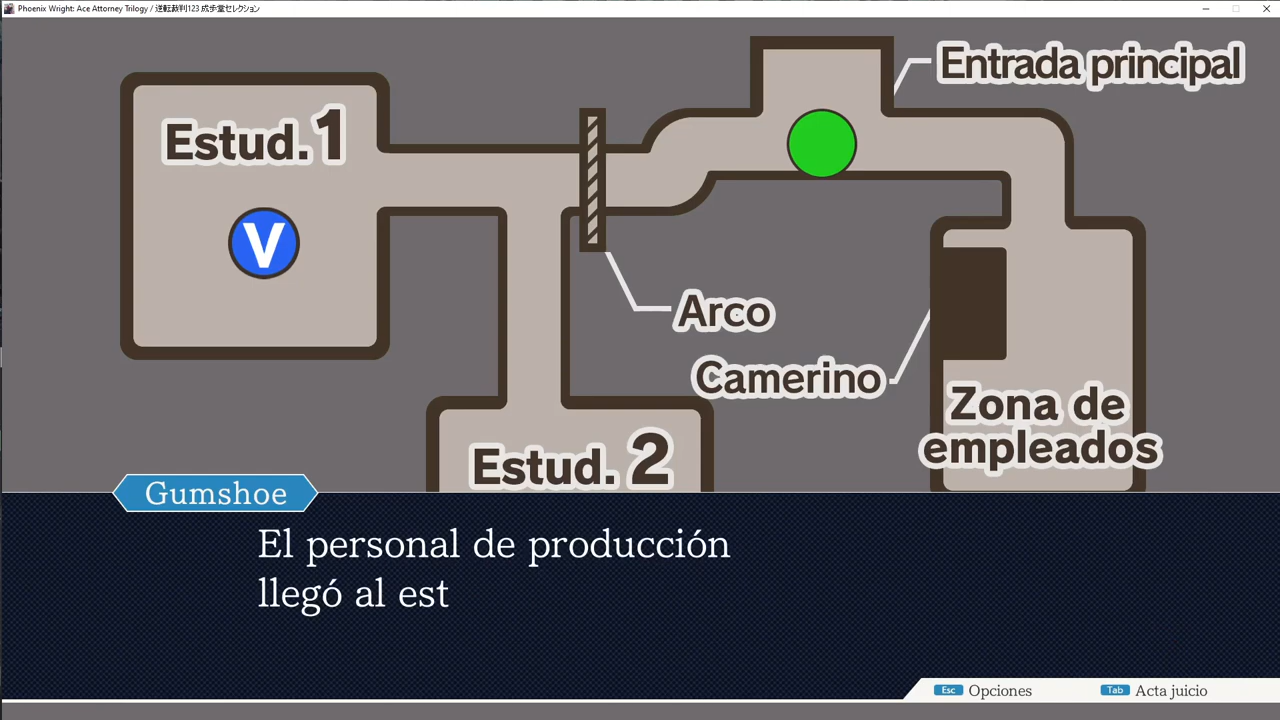 Phoenix Wright: Ace Attorney Trilogy / 逆転裁判123 成歩堂セレクション
Entrada principal
Estud. 1
V
Arco
Camerino
Zona de
empleados
Estud. 2
Gumshoe
El personal de producción
llegó al est
Esc Opciones
Tab Acta juicio